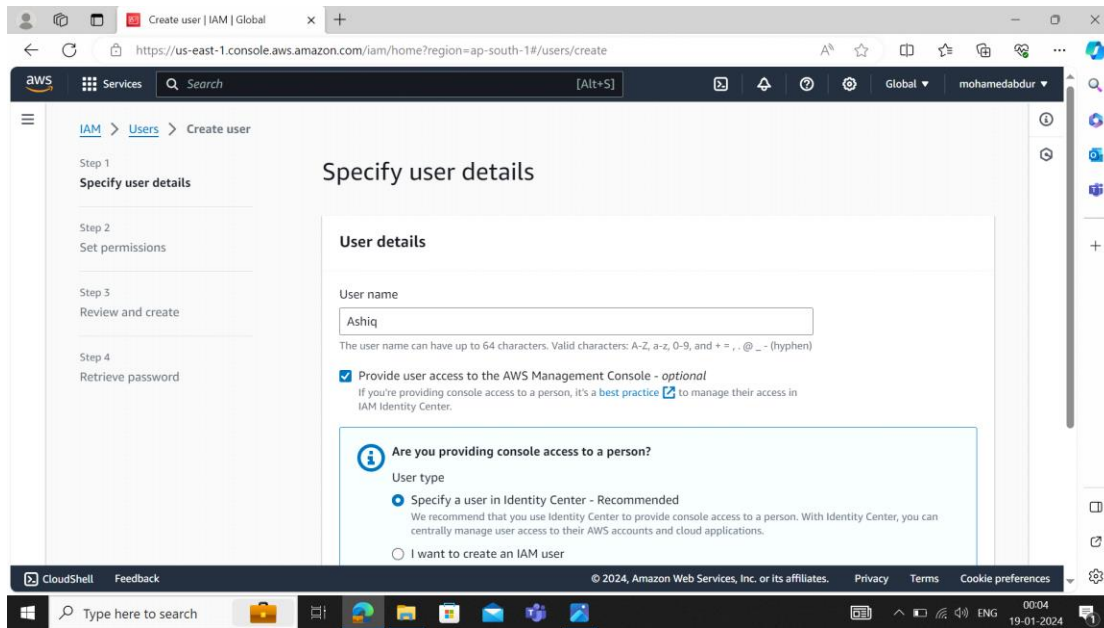 Create user | IAM | Global
https://us-east-1.console.aws.amazon.com/iam/home?region=ap-south-1#/users/create
aws
Services
Search
[Alt+S]
Global
mohamedabdur
IAM > Users > Create user
Step 1
Specify user details
Step 2
Set permissions
Step 3
Review and create
Step 4
Retrieve password
Specify user details
User details
User name
Ashiq
The user name can have up to 64 characters. Valid characters: A-Z, a-z, 0-9, and + = , . @ _ - (hyphen)
Provide user access to the AWS Management Console - optional
If you're providing console access to a person, it's a best practice to manage their access in
IAM Identity Center.
Are you providing console access to a person?
User type
Specify a user in Identity Center - Recommended
We recommend that you use Identity Center to provide console access to a person. With Identity Center, you can
centrally manage user access to their AWS accounts and cloud applications.
I want to create an IAM user
CloudShell
Feedback
© 2024, Amazon Web Services, Inc. or its affiliates.
Privacy
Terms
Cookie preferences
Type here to search
ENG
00:04
19-01-2024